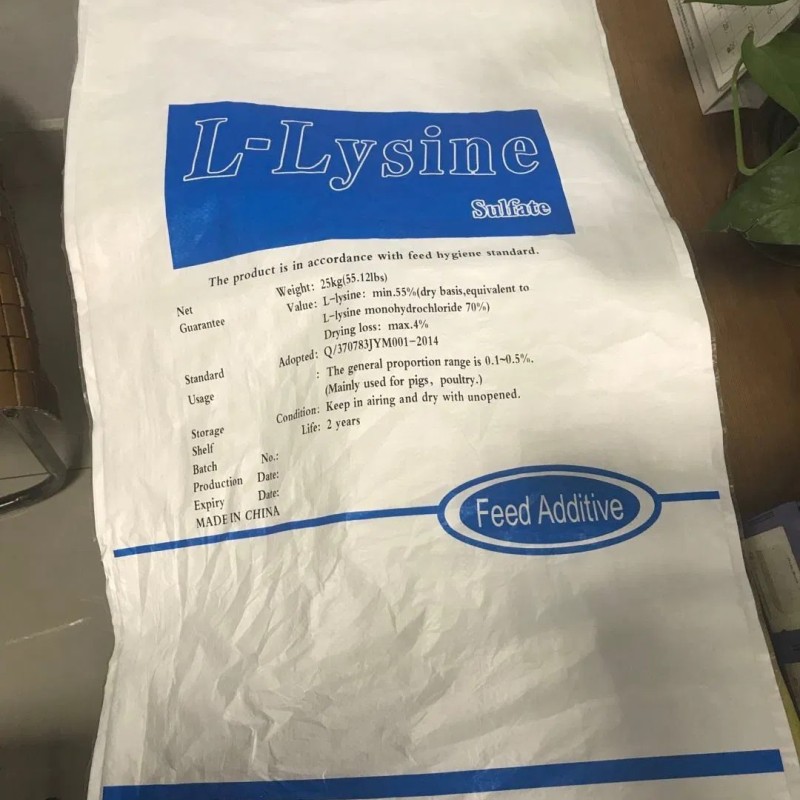 L-Lysine
Sulfate
The product is in accordance with feed hygiene standard.
Net Weight: 25kg(55.12lbs)
Guarantee Value: L-lysine: min.55%(dry basis,equivalent to
L-lysine monohydrochloride 70%)
Drying loss: max.4%
Standard Adopted: Q/370783JYM001-2014
Usage : The general proportion range is 0.1~0.5%.
(Mainly used for pigs, poultry.)
Storage Condition: Keep in airing and dry with unopened.
Shelf Life: 2 years
Batch No.:
Production Date:
Expiry Date:
MADE IN CHINA
Feed Additive